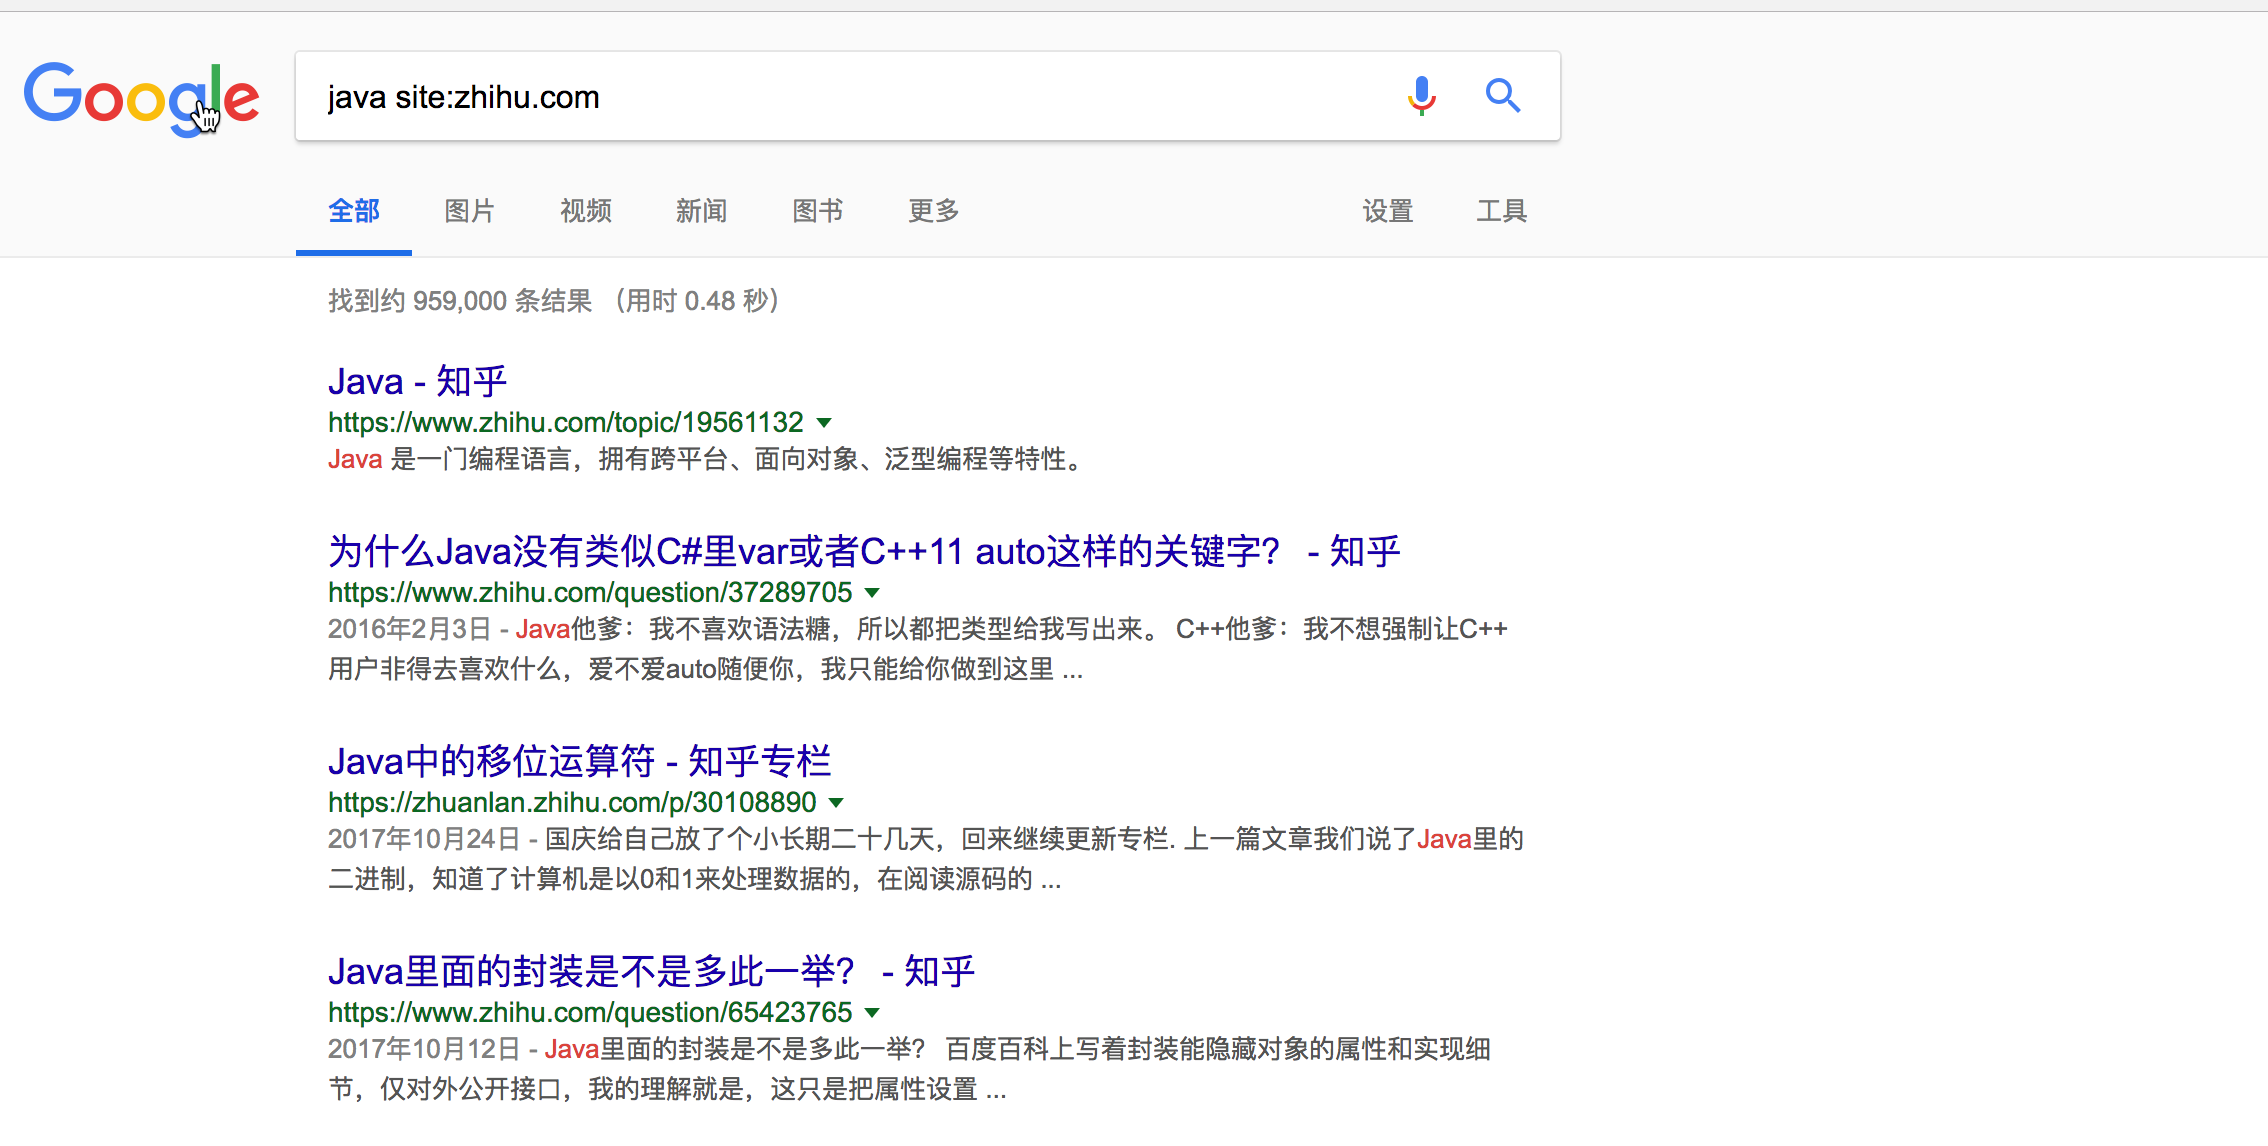 Google
java site:zhihu.com
全部 图片 视频 新闻 图书 更多 设置 工具
找到约 959,000 条结果 （用时 0.48 秒）
Java - 知乎
https://www.zhihu.com/topic/19561132
Java 是一门编程语言，拥有跨平台、面向对象、泛型编程等特性。
为什么Java没有类似C#里var或者C++11 auto这样的关键字？ - 知乎
https://www.zhihu.com/question/37289705
2016年2月3日 - Java他爹：我不喜欢语法糖，所以都把类型给我写出来。 C++他爹：我不想强制让C++
用户非得去喜欢什么，爱不爱auto随便你，我只能给你做到这里 ...
Java中的移位运算符 - 知乎专栏
https://zhuanlan.zhihu.com/p/30108890
2017年10月24日 - 国庆给自己放了个小长期二十几天，回来继续更新专栏. 上一篇文章我们说了Java里的
二进制，知道了计算机是以0和1来处理数据的，在阅读源码的 ...
Java里面的封装是不是多此一举？ - 知乎
https://www.zhihu.com/question/65423765
2017年10月12日 - Java里面的封装是不是多此一举？ 百度百科上写着封装能隐藏对象的属性和实现细
节，仅对外公开接口，我的理解就是，这只是把属性设置 ...